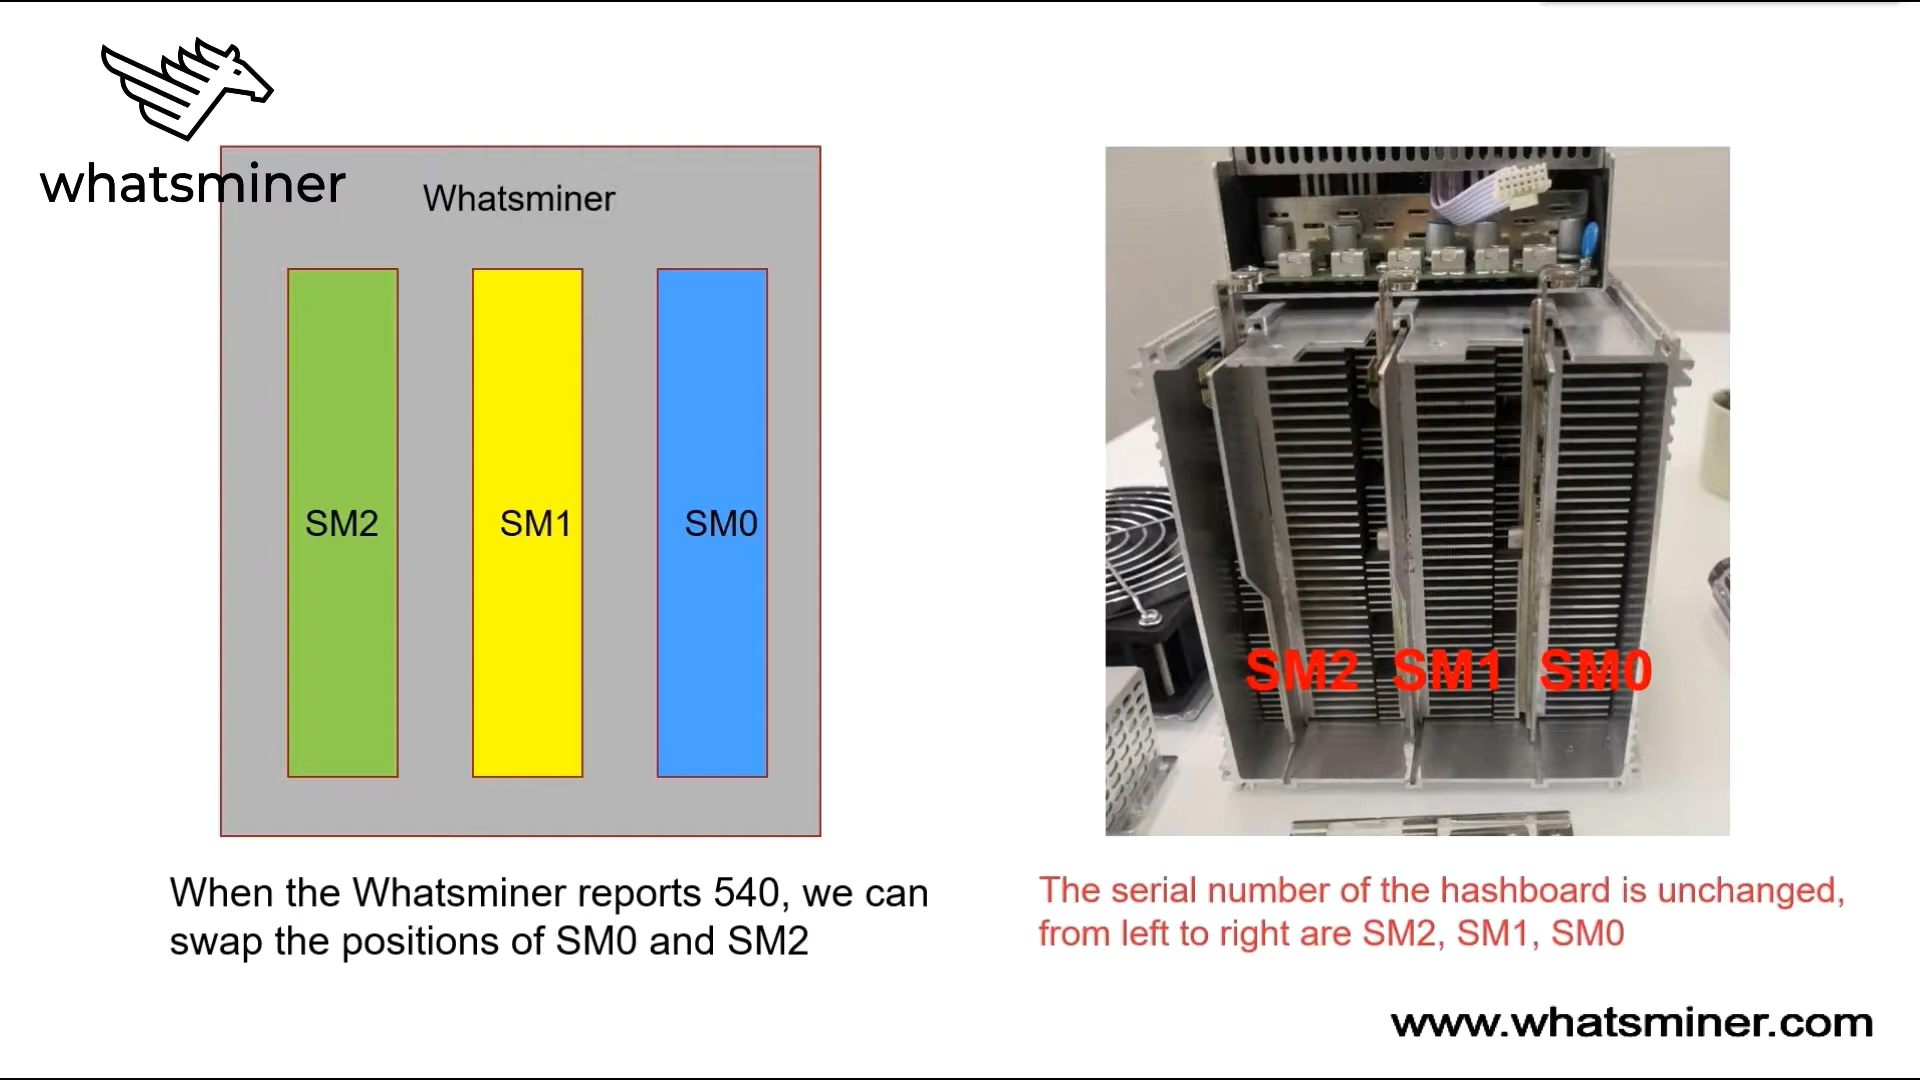 whatsminer
Whatsminer
SM2
SM1
SM0
SM2 SM1 SM0
When the Whatsminer reports 540, we can
swap the positions of SM0 and SM2
The serial number of the hashboard is unchanged,
from left to right are SM2, SM1, SM0
www.whatsminer.com